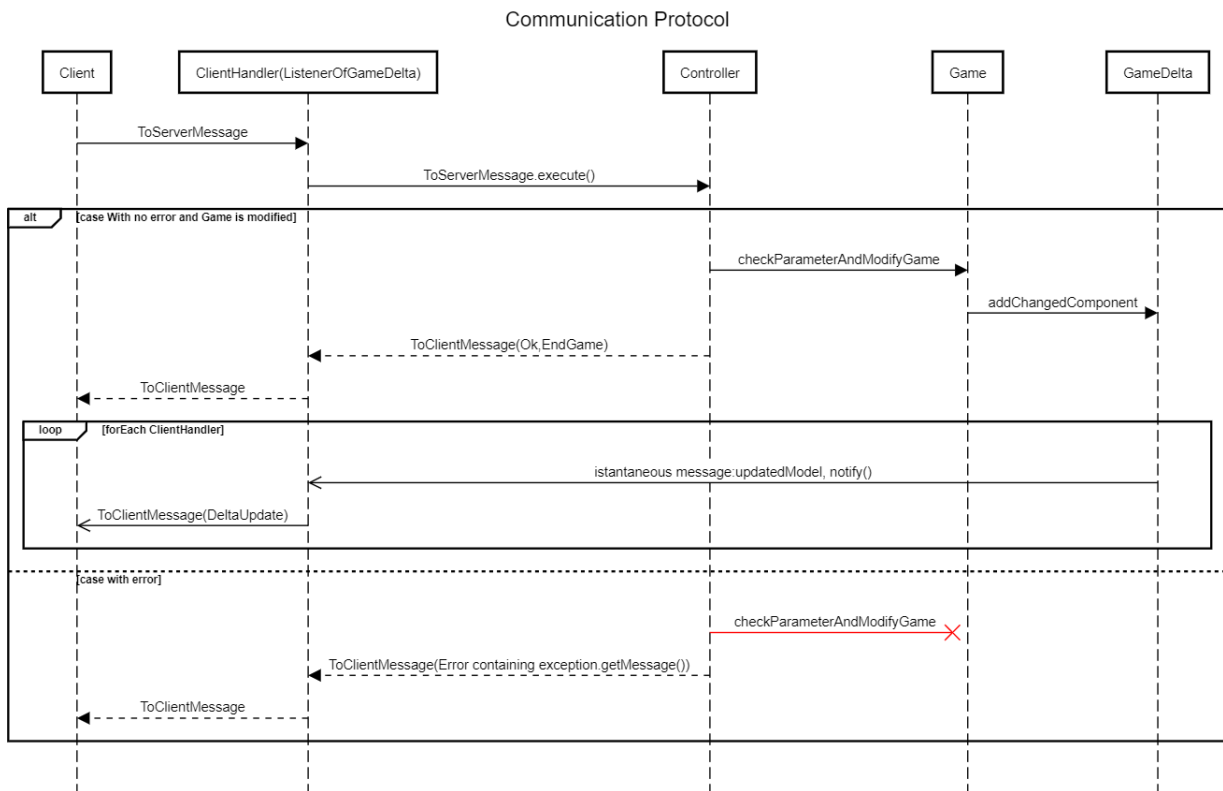 Communication Protocol
Client
ClientHandler(ListenerOfGameDelta)
Controller
Game
GameDelta
ToServerMessage
ToServerMessage.execute()
alt
[case With no error and Game is modified]
checkParameterAndModifyGame
addChangedComponent
ToClientMessage(Ok,EndGame)
ToClientMessage
loop
[forEach ClientHandler]
istantaneous message:updatedModel, notify()
ToClientMessage(DeltaUpdate)
[case with error]
checkParameterAndModifyGame
ToClientMessage(Error containing exception.getMessage())
ToClientMessage